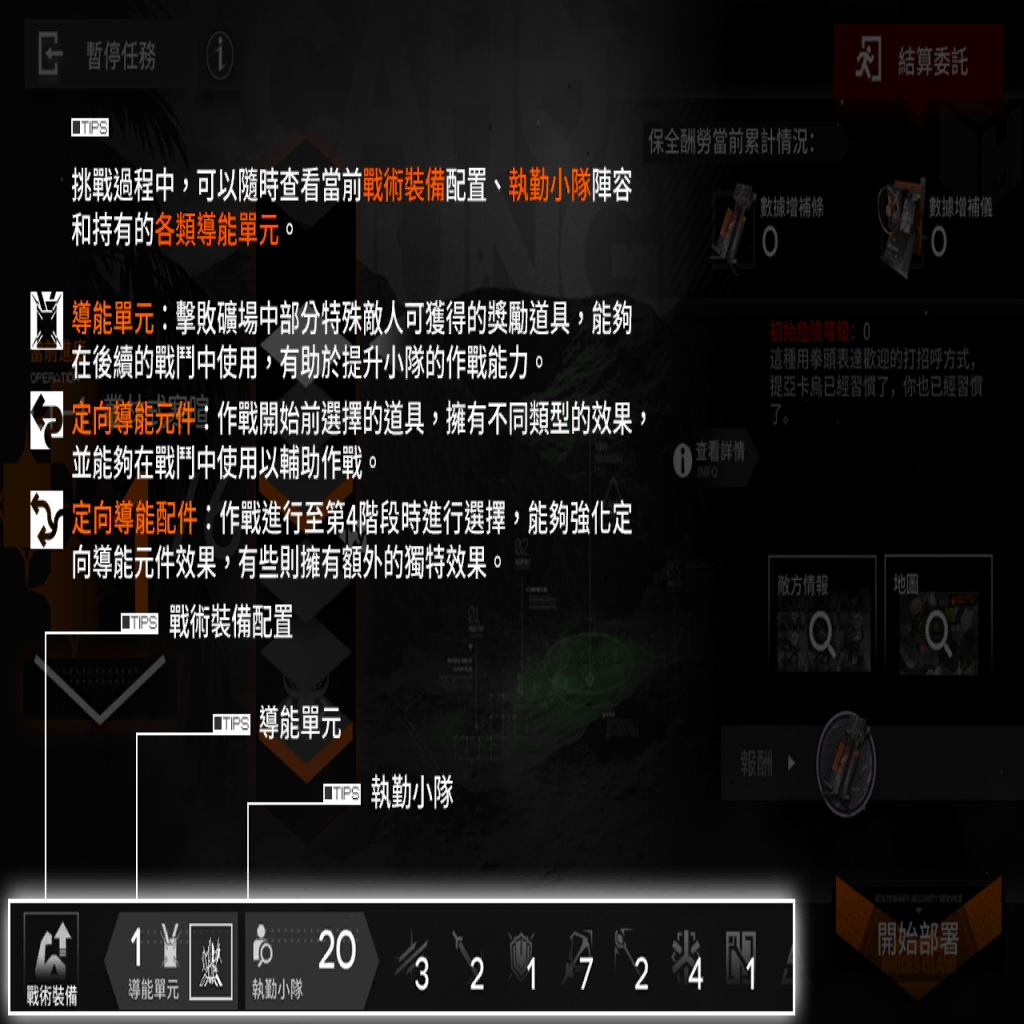 暫停任務
結算委託
TIPS
保全酬勞當前累計情況：
挑戰過程中，可以隨時查看當前戰術裝備配置、執勤小隊陣容
和持有的各類導能單元。
數據增補條
0
數據增補儀
0
導能單元：擊敗礦場中部分特殊敵人可獲得的獎勵道具，能夠
在後續的戰鬥中使用，有助於提升小隊的作戰能力。
初始危險等級：0
這種用拳頭表達歡迎的打招呼方式，
提亞卡烏已經習慣了，你也已經習慣
了。
定向導能元件：作戰開始前選擇的道具，擁有不同類型的效果，
並能夠在戰鬥中使用以輔助作戰。
查看詳情
INFO
定向導能配件：作戰進行至第4階段時進行選擇，能夠強化定
向導能元件效果，有些則擁有額外的獨特效果。
敵方情報
地圖
TIPS 戰術裝備配置
TIPS 導能單元
TIPS 執勤小隊
報酬
戰術裝備
1
導能單元
20
執勤小隊
3 2 1 7 2 4 1
開始部署